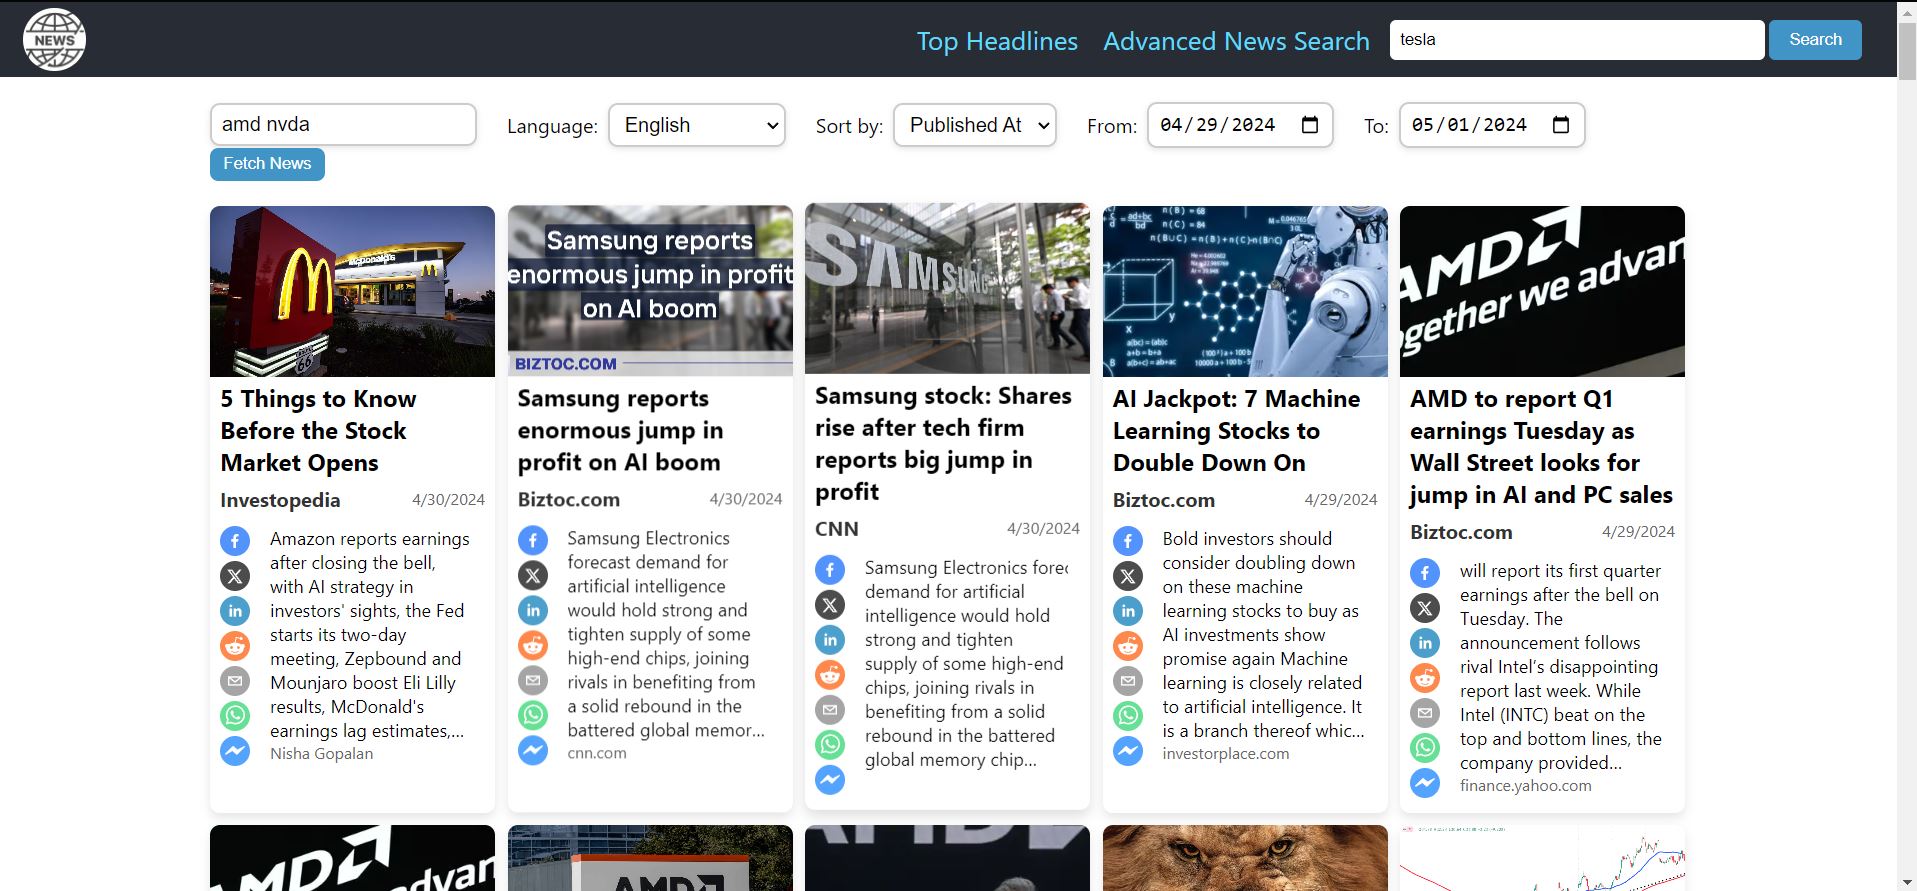 NEWS
Top Headlines
Advanced News Search
tesla
Search
amd nvda
Language:
English
Sort by:
Published At
From:
04/29/2024
To:
05/01/2024
Fetch News
McDonald's
66
5 Things to Know
Before the Stock
Market Opens
Investopedia
4/30/2024
Amazon reports earnings
after closing the bell,
with AI strategy in
investors' sights, the Fed
starts its two-day
meeting, Zepbound and
Mounjaro boost Eli Lilly
results, McDonald's
earnings lag estimates,...
Nisha Gopalan
Samsung reports
enormous jump in profit
on AI boom
BIZTOC.COM
Samsung reports
enormous jump in
profit on AI boom
Biztoc.com
4/30/2024
Samsung Electronics
forecast demand for
artificial intelligence
would hold strong and
tighten supply of some
high-end chips, joining
rivals in benefiting from
a solid rebound in the
battered global memor...
cnn.com
SAMSUNG
Samsung stock: Shares
rise after tech firm
reports big jump in
profit
CNN
4/30/2024
Samsung Electronics forec
demand for artificial
intelligence would hold
strong and tighten
supply of some high-end
chips, joining rivals in
benefiting from a solid
rebound in the battered
global memory chip...
n(B) = 68
n(C) = 84
n(B∪C) = n(B)+n(C)-n(B∩C)
AI Jackpot: 7 Machine
Learning Stocks to
Double Down On
Biztoc.com
4/29/2024
Bold investors should
consider doubling down
on these machine
learning stocks to buy as
AI investments show
promise again Machine
learning is closely related
to artificial intelligence. It
is a branch thereof whic...
investorplace.com
AMD
ogether we advan
AMD to report Q1
earnings Tuesday as
Wall Street looks for
jump in AI and PC sales
Biztoc.com
4/29/2024
will report its first quarter
earnings after the bell on
Tuesday. The
announcement follows
rival Intel’s disappointing
report last week. While
Intel (INTC) beat on the
top and bottom lines, the
company provided...
finance.yahoo.com
AMD
advan
AMD
AMD